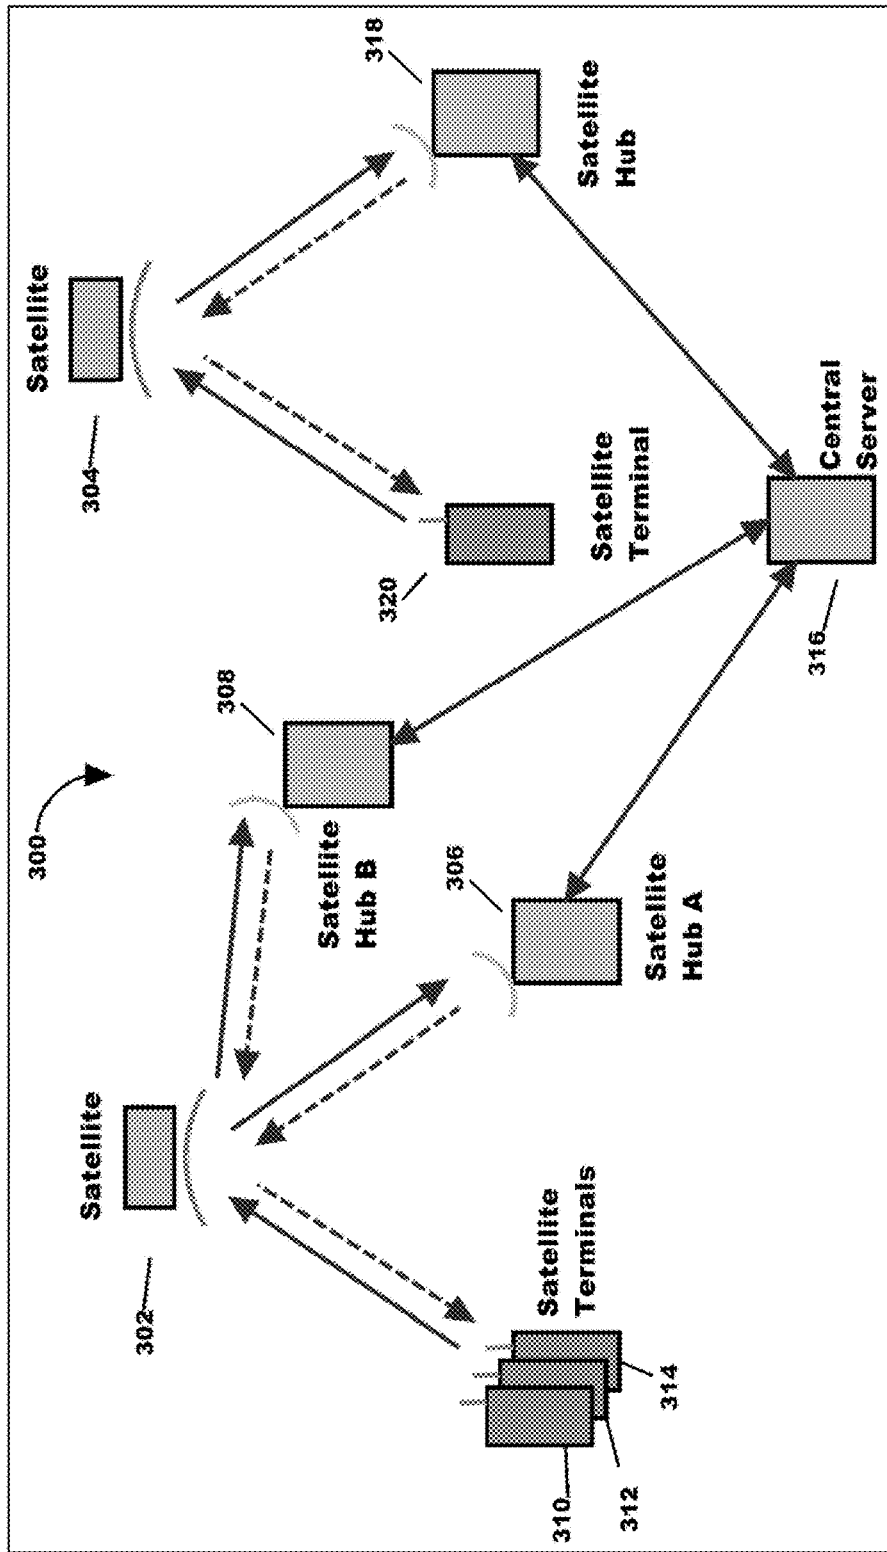 300
302
Satellite
304
Satellite
308
Satellite
Hub B
306
Satellite
Hub A
310
312
314
Satellite
Terminals
320
Satellite
Terminal
318
Satellite
Hub
316
Central
Server